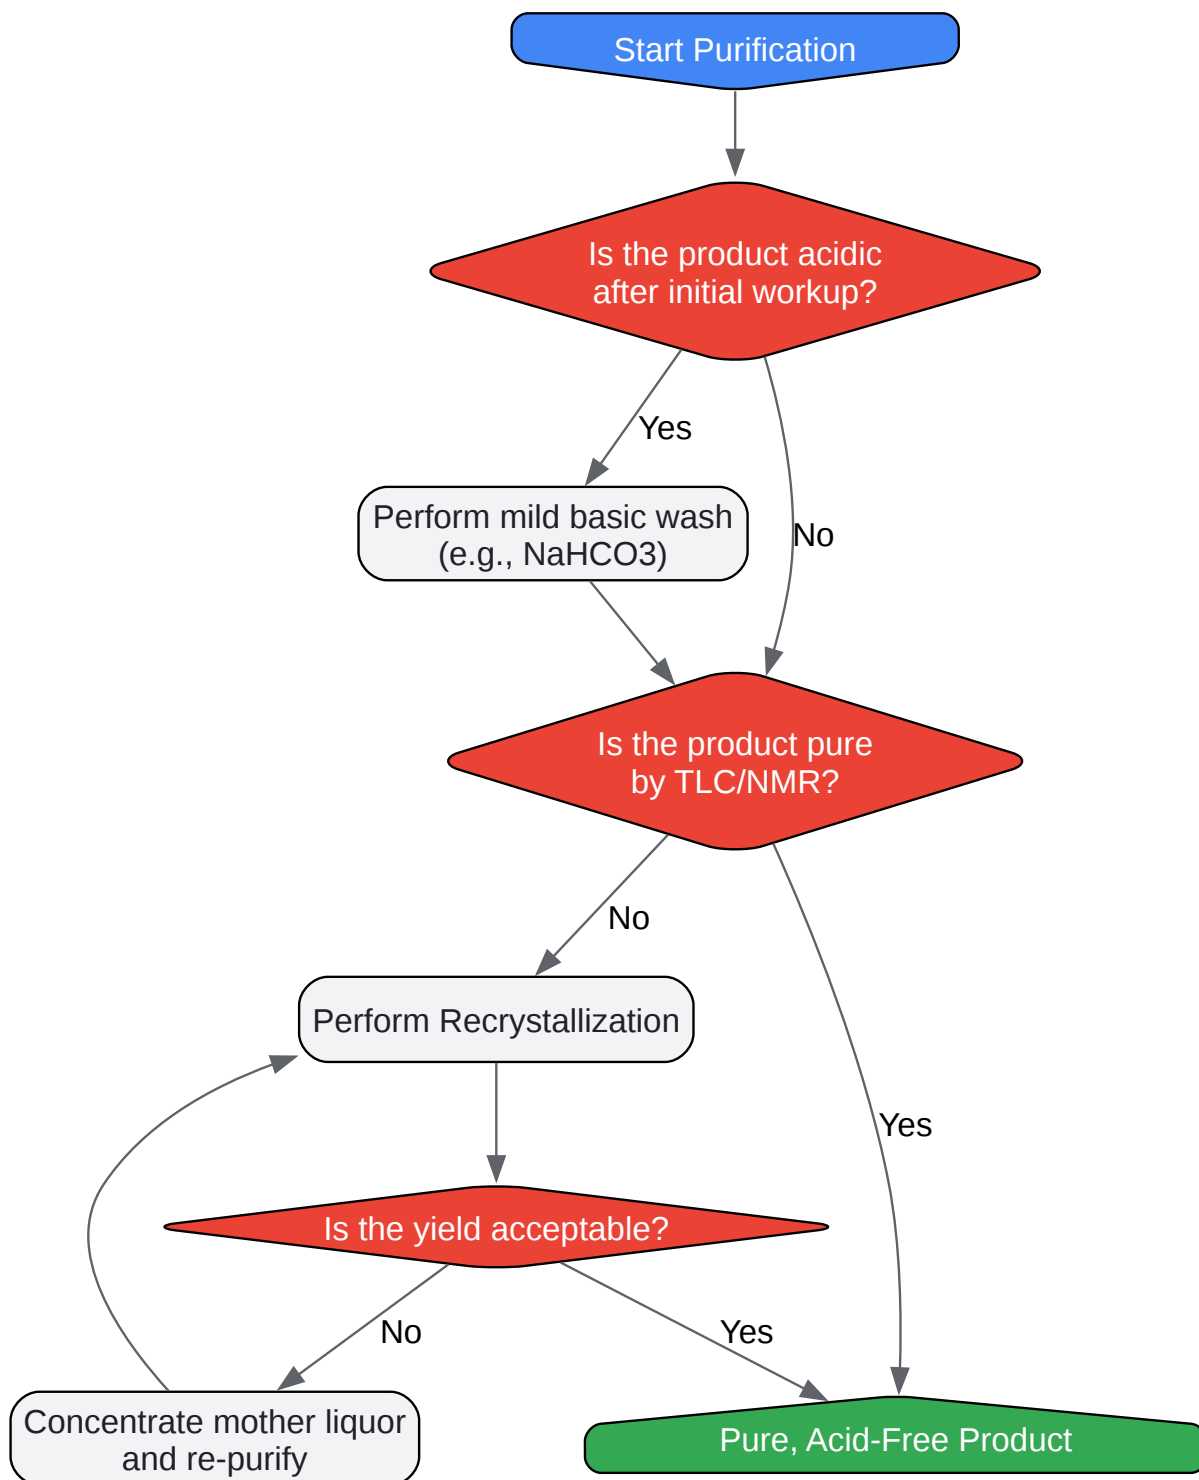 Start Purification
Is the product acidic
after initial workup?
Yes
Perform mild basic wash
(e.g., NaHCO3)
No
Is the product pure
by TLC/NMR?
No
Perform Recrystallization
Yes
Is the yield acceptable?
No
Yes
Concentrate mother liquor
and re-purify
Pure, Acid-Free Product